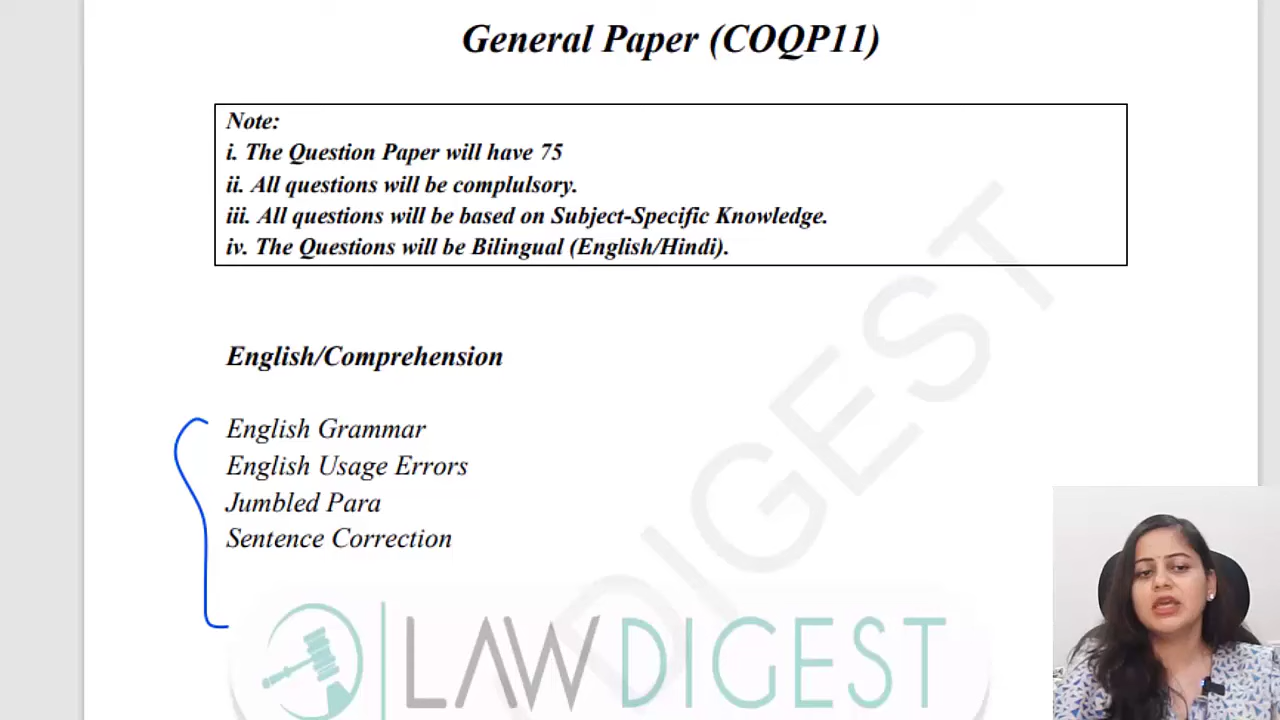 General Paper (COQP11)
Note:
i. The Question Paper will have 75
ii. All questions will be complulsory.
iii. All questions will be based on Subject-Specific Knowledge.
iv. The Questions will be Bilingual (English/Hindi).
English/Comprehension
English Grammar
English Usage Errors
Jumbled Para
Sentence Correction
DIGEST
LAW DIGEST